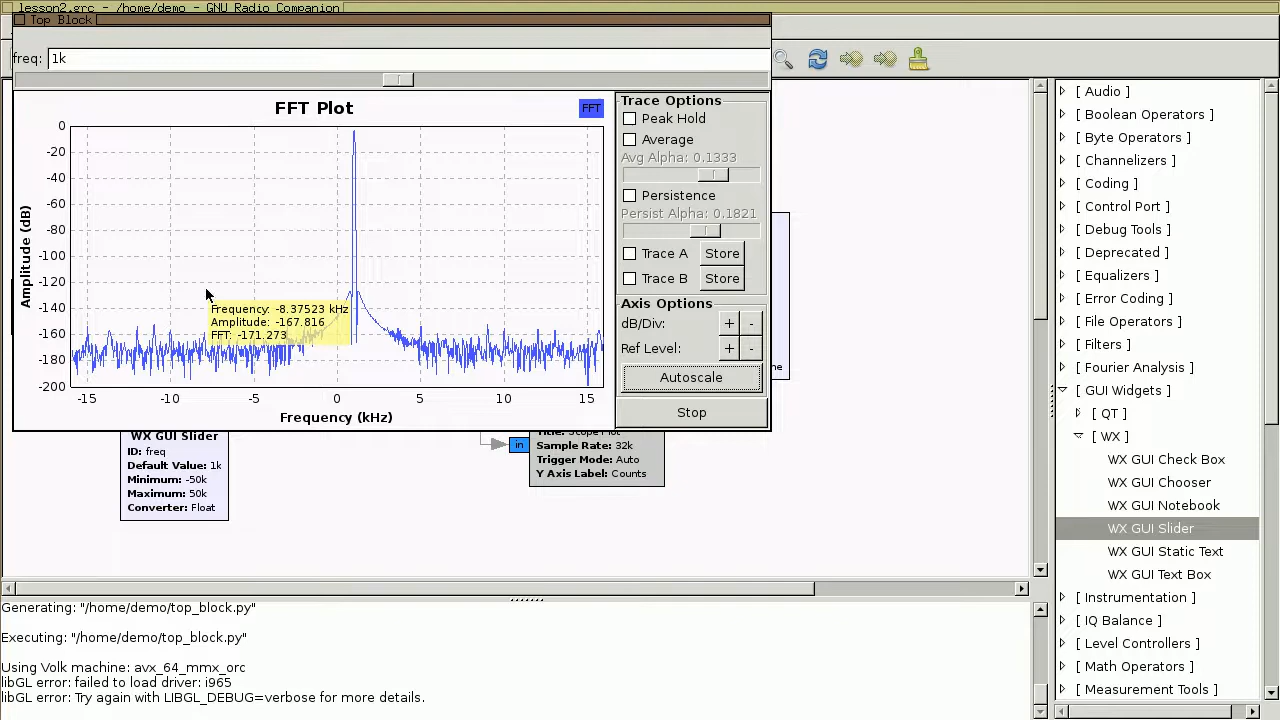 lesson2.grc - /home/demo - GNU Radio Companion
Top Block
freq: 1k
FFT Plot
FFT
0
-20
-40
-60
-80
-100
-120
-140
-160
-180
-200
Amplitude (dB)
-15 -10 -5 0 5 10 15
Frequency (kHz)
Frequency: -8.37523 kHz
Amplitude: -167.816
FFT: -171.273
Trace Options
Peak Hold
Average
Avg Alpha: 0.1333
Persistence
Persist Alpha: 0.1821
Trace A Store
Trace B Store
Axis Options
dB/Div: + -
Ref Level: + -
Autoscale
Stop
WX GUI Slider
ID: freq
Default Value: 1k
Minimum: -50k
Maximum: 50k
Converter: Float
in
Title: Scope Plot
Sample Rate: 32k
Trigger Mode: Auto
Y Axis Label: Counts
[ Audio ]
[ Boolean Operators ]
[ Byte Operators ]
[ Channelizers ]
[ Coding ]
[ Control Port ]
[ Debug Tools ]
[ Deprecated ]
[ Equalizers ]
[ Error Coding ]
[ File Operators ]
[ Filters ]
[ Fourier Analysis ]
[ GUI Widgets ]
[ QT ]
[ WX ]
WX GUI Check Box
WX GUI Chooser
WX GUI Notebook
WX GUI Slider
WX GUI Static Text
WX GUI Text Box
[ Instrumentation ]
[ IQ Balance ]
[ Level Controllers ]
[ Math Operators ]
[ Measurement Tools ]
Generating: "/home/demo/top_block.py"
Executing: "/home/demo/top_block.py"
Using Volk machine: avx_64_mmx_orc
libGL error: failed to load driver: i965
libGL error: Try again with LIBGL_DEBUG=verbose for more details.